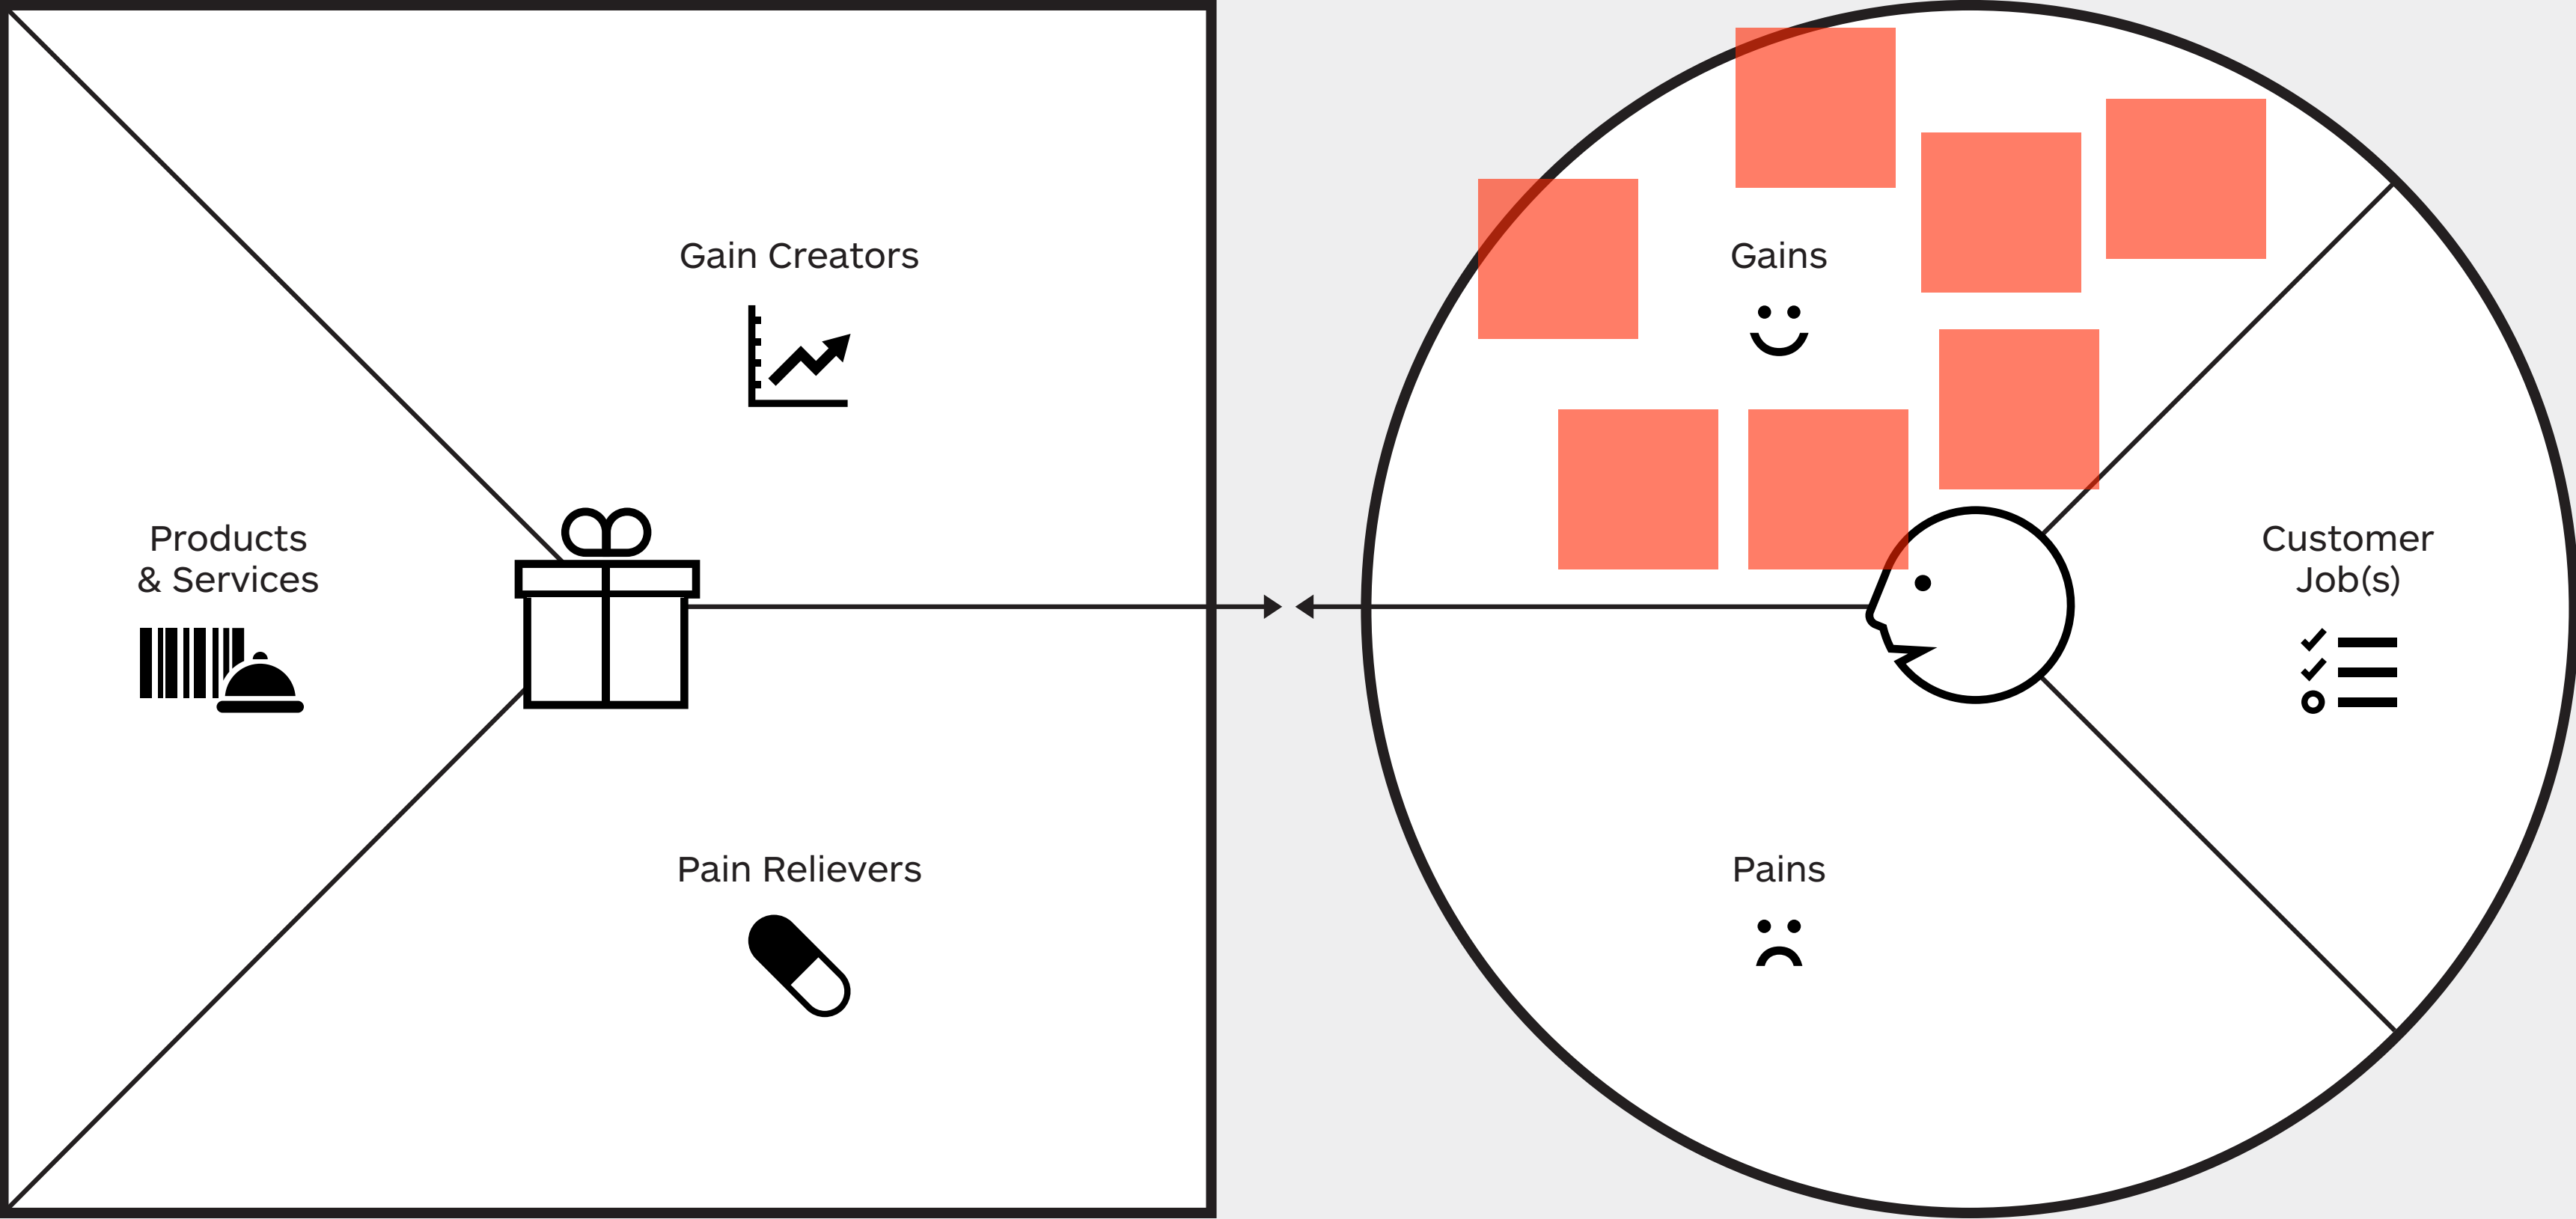 Gain Creators
Products
& Services
Pain Relievers
Gains
Customer
Job(s)
Pains